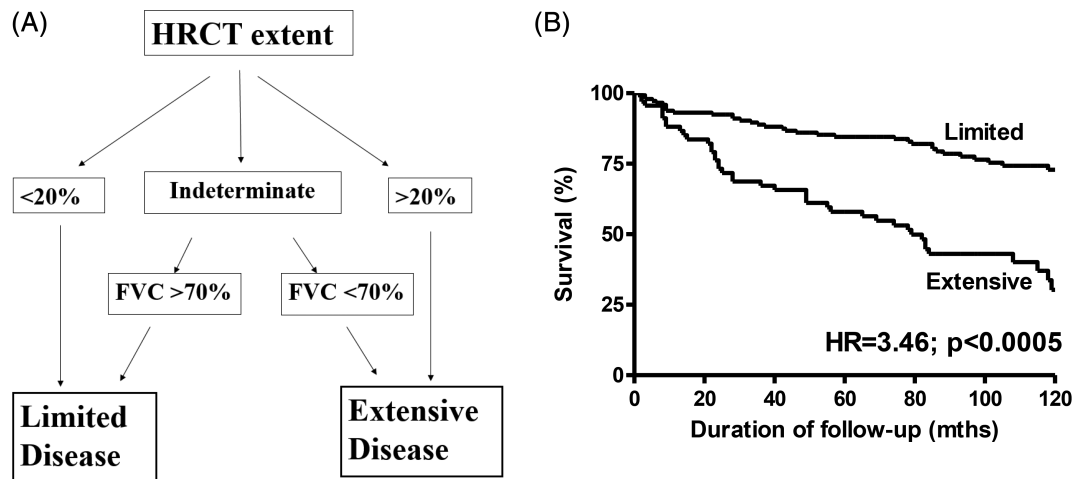 (A)
HRCT extent
<20%
Indeterminate
>20%
FVC >70%
FVC <70%
Limited
Disease
Extensive
Disease
(B)
100
75
50
25
0
Survival (%)
Limited
Extensive
HR=3.46; p<0.0005
0 20 40 60 80 100 120
Duration of follow-up (mths)